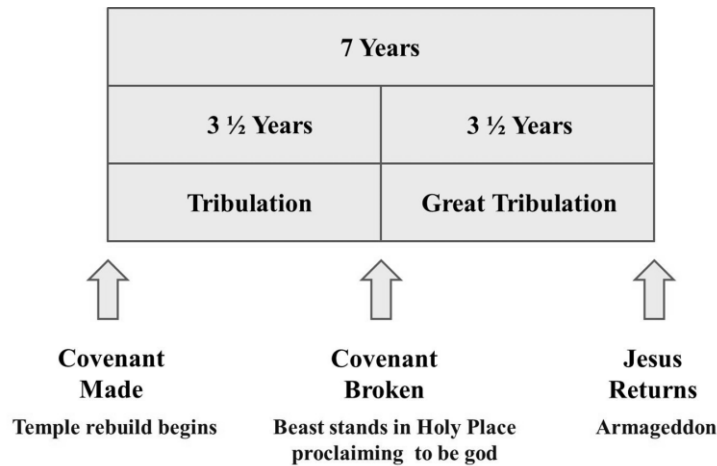 7 Years
3 ½ Years
3 ½ Years
Tribulation
Great Tribulation
Covenant
Made
Temple rebuild begins
Covenant
Broken
Beast stands in Holy Place
proclaiming to be god
Jesus
Returns
Armageddon